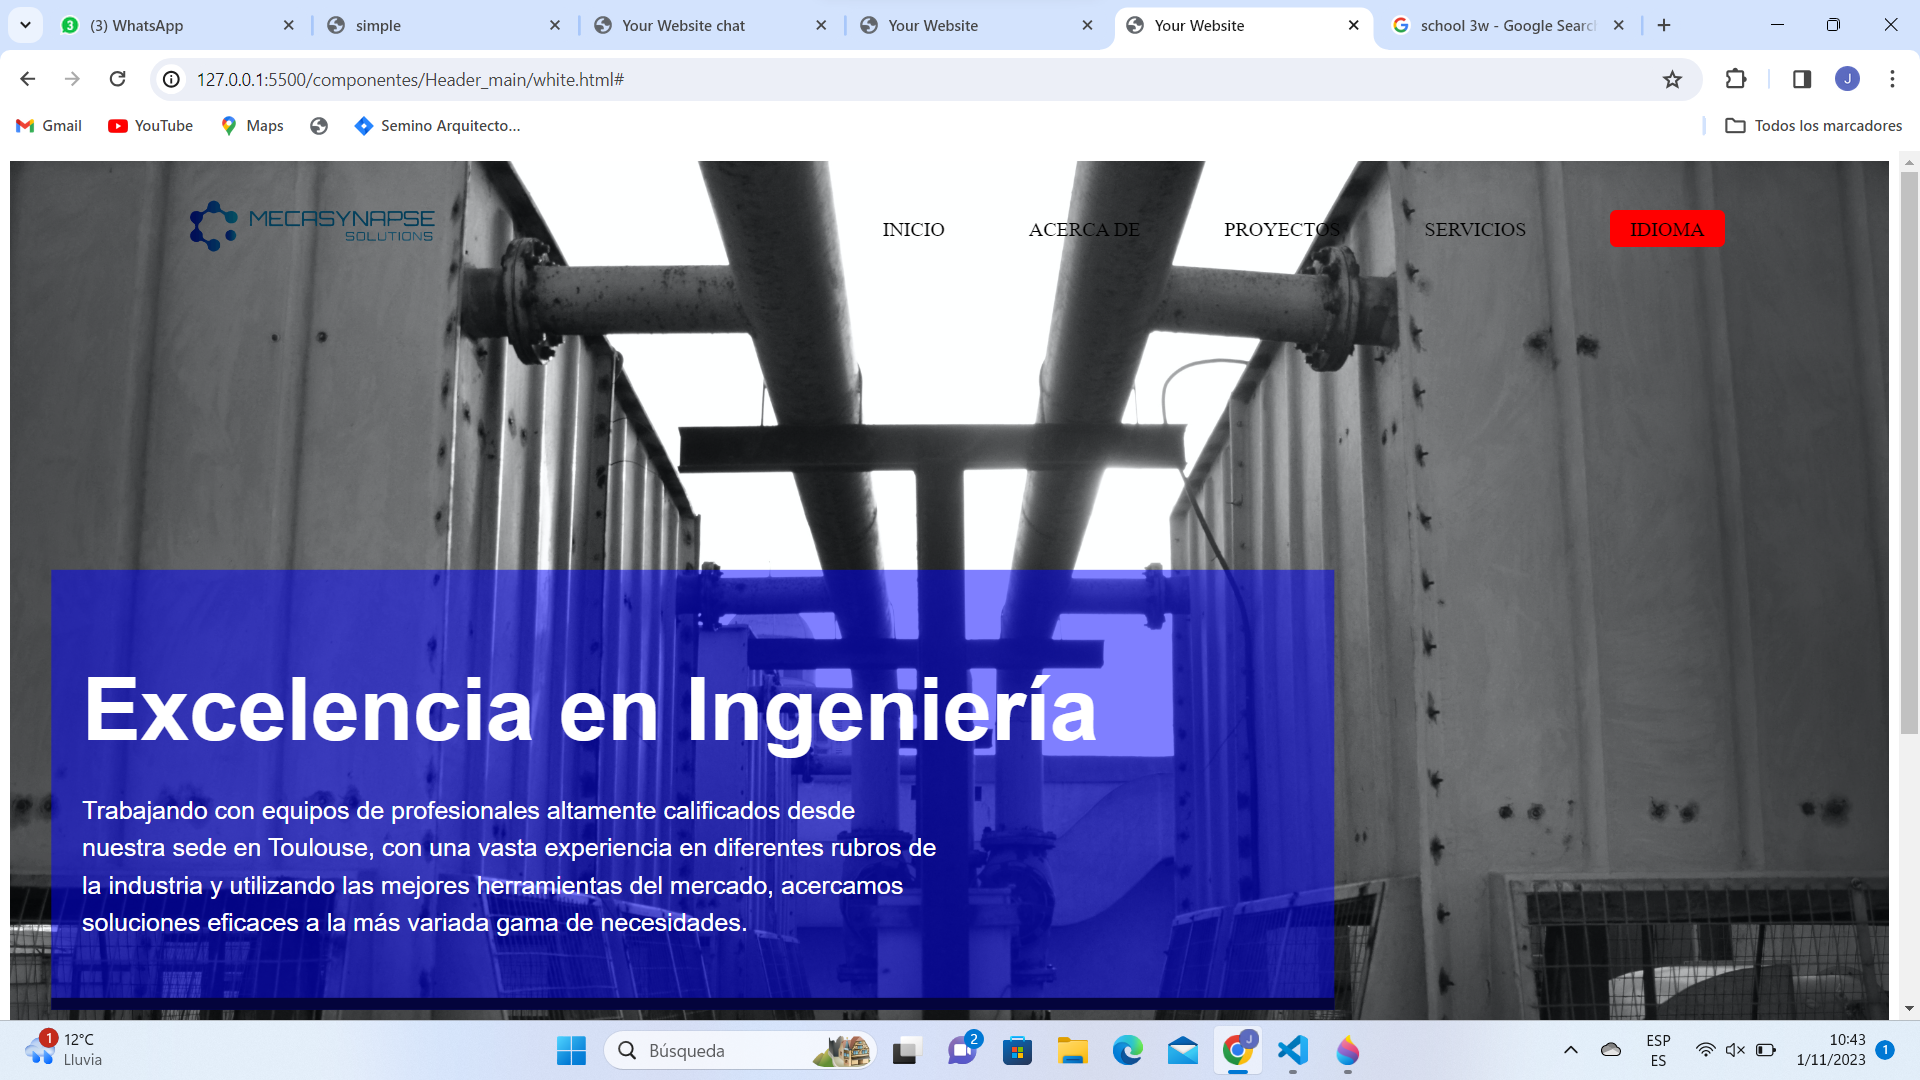 (3) WhatsApp
simple
Your Website chat
Your Website
Your Website
school 3w - Google Searc
127.0.0.1:5500/componentes/Header_main/white.html#
J
Gmail
YouTube
Maps
Semino Arquitecto...
Todos los marcadores
MECASYNAPSE
SOLUTIONS
INICIO
ACERCA DE
PROYECTOS
SERVICIOS
IDIOMA
Excelencia en Ingeniería
Trabajando con equipos de profesionales altamente calificados desde
nuestra sede en Toulouse, con una vasta experiencia en diferentes rubros de
la industria y utilizando las mejores herramientas del mercado, acercamos
soluciones eficaces a la más variada gama de necesidades.
1
12°C
Lluvia
Búsqueda
2
J
ESP
ES
10:43
1/11/2023
1